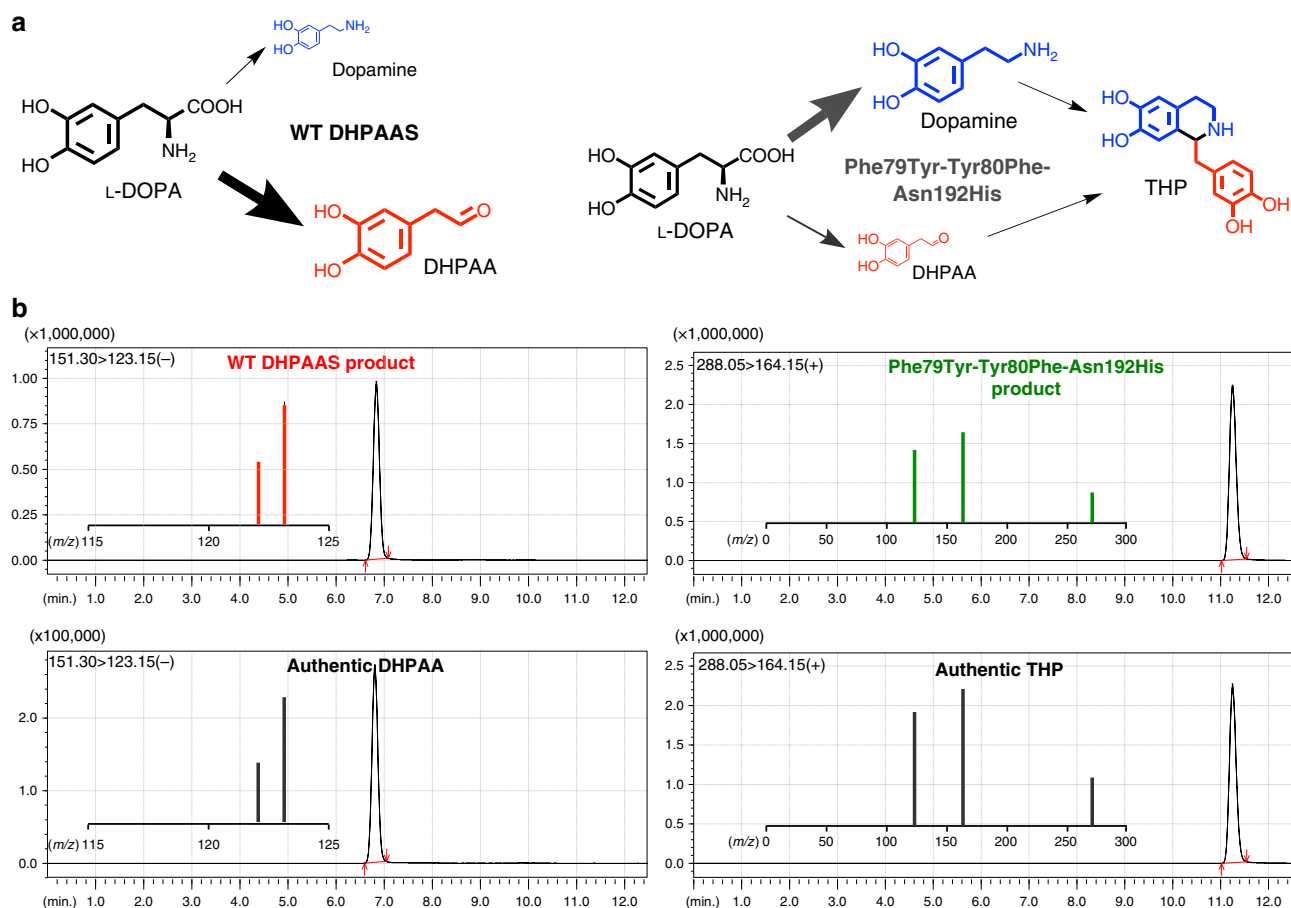 a
HO
HO
NH2
Dopamine
HO
HO
COOH
NH2
L-DOPA
WT DHPAAS
HO
HO
O
DHPAA
HO
HO
COOH
NH2
L-DOPA
HO
HO
NH2
Dopamine
Phe79Tyr-Tyr80Phe-
Asn192His
HO
HO
O
DHPAA
HO
HO
NH
THP
OH
OH
b
(×1,000,000)
151.30>123.15(–)
WT DHPAAS product
1.00
0.75
0.50
0.25
0.00
(m/z) 115 120 125
(min.) 1.0 2.0 3.0 4.0 5.0 6.0 7.0 8.0 9.0 10.0 11.0 12.0
(×1,000,000)
288.05>164.15(+)
Phe79Tyr-Tyr80Phe-Asn192His
product
2.5
2.0
1.5
1.0
0.5
0.0
(m/z) 0 50 100 150 200 250 300
(min.) 1.0 2.0 3.0 4.0 5.0 6.0 7.0 8.0 9.0 10.0 11.0 12.0
(x100,000)
151.30>123.15(–)
Authentic DHPAA
2.0
1.0
0.0
(m/z) 115 120 125
(min.) 1.0 2.0 3.0 4.0 5.0 6.0 7.0 8.0 9.0 10.0 11.0 12.0
(x1,000,000)
288.05>164.15(+)
Authentic THP
2.5
2.0
1.5
1.0
0.5
0.0
(m/z) 0 50 100 150 200 250 300
(min.) 1.0 2.0 3.0 4.0 5.0 6.0 7.0 8.0 9.0 10.0 11.0 12.0